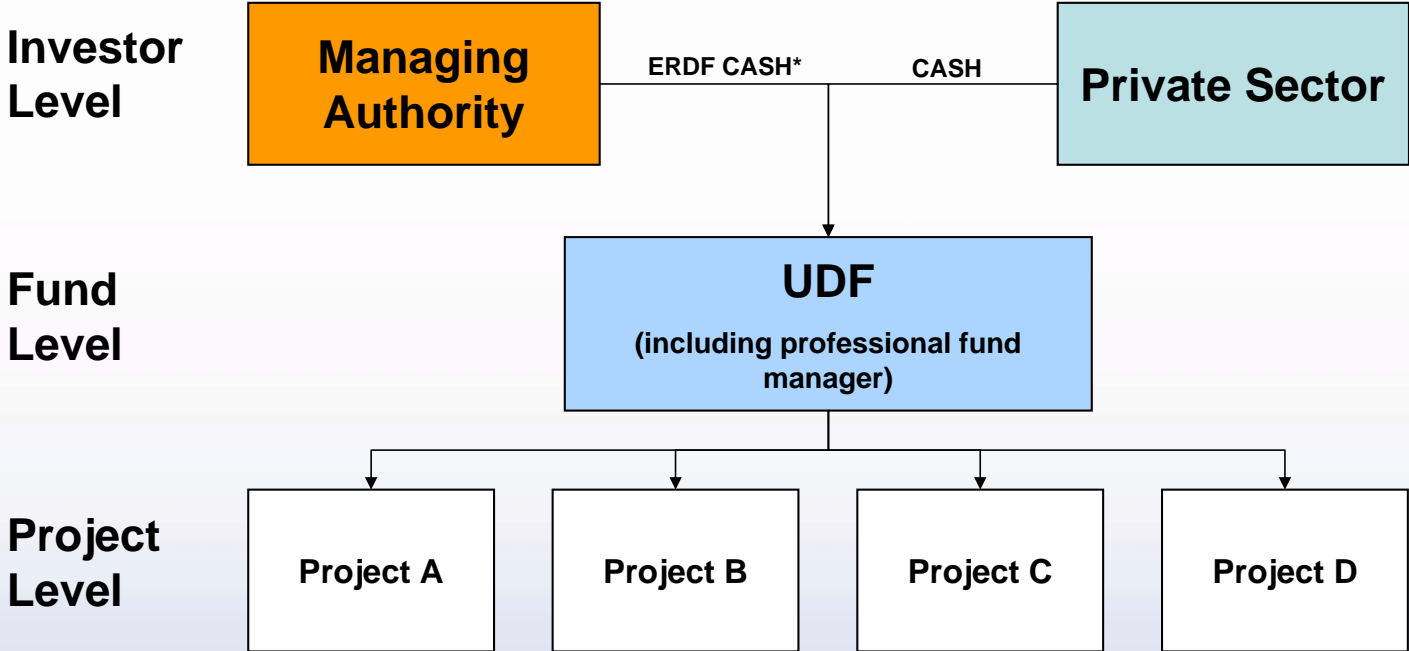 Investor
Level
Managing
Authority
ERDF CASH*
CASH
Private Sector
Fund
Level
UDF
(including professional fund
manager)
Project
Level
Project A
Project B
Project C
Project D